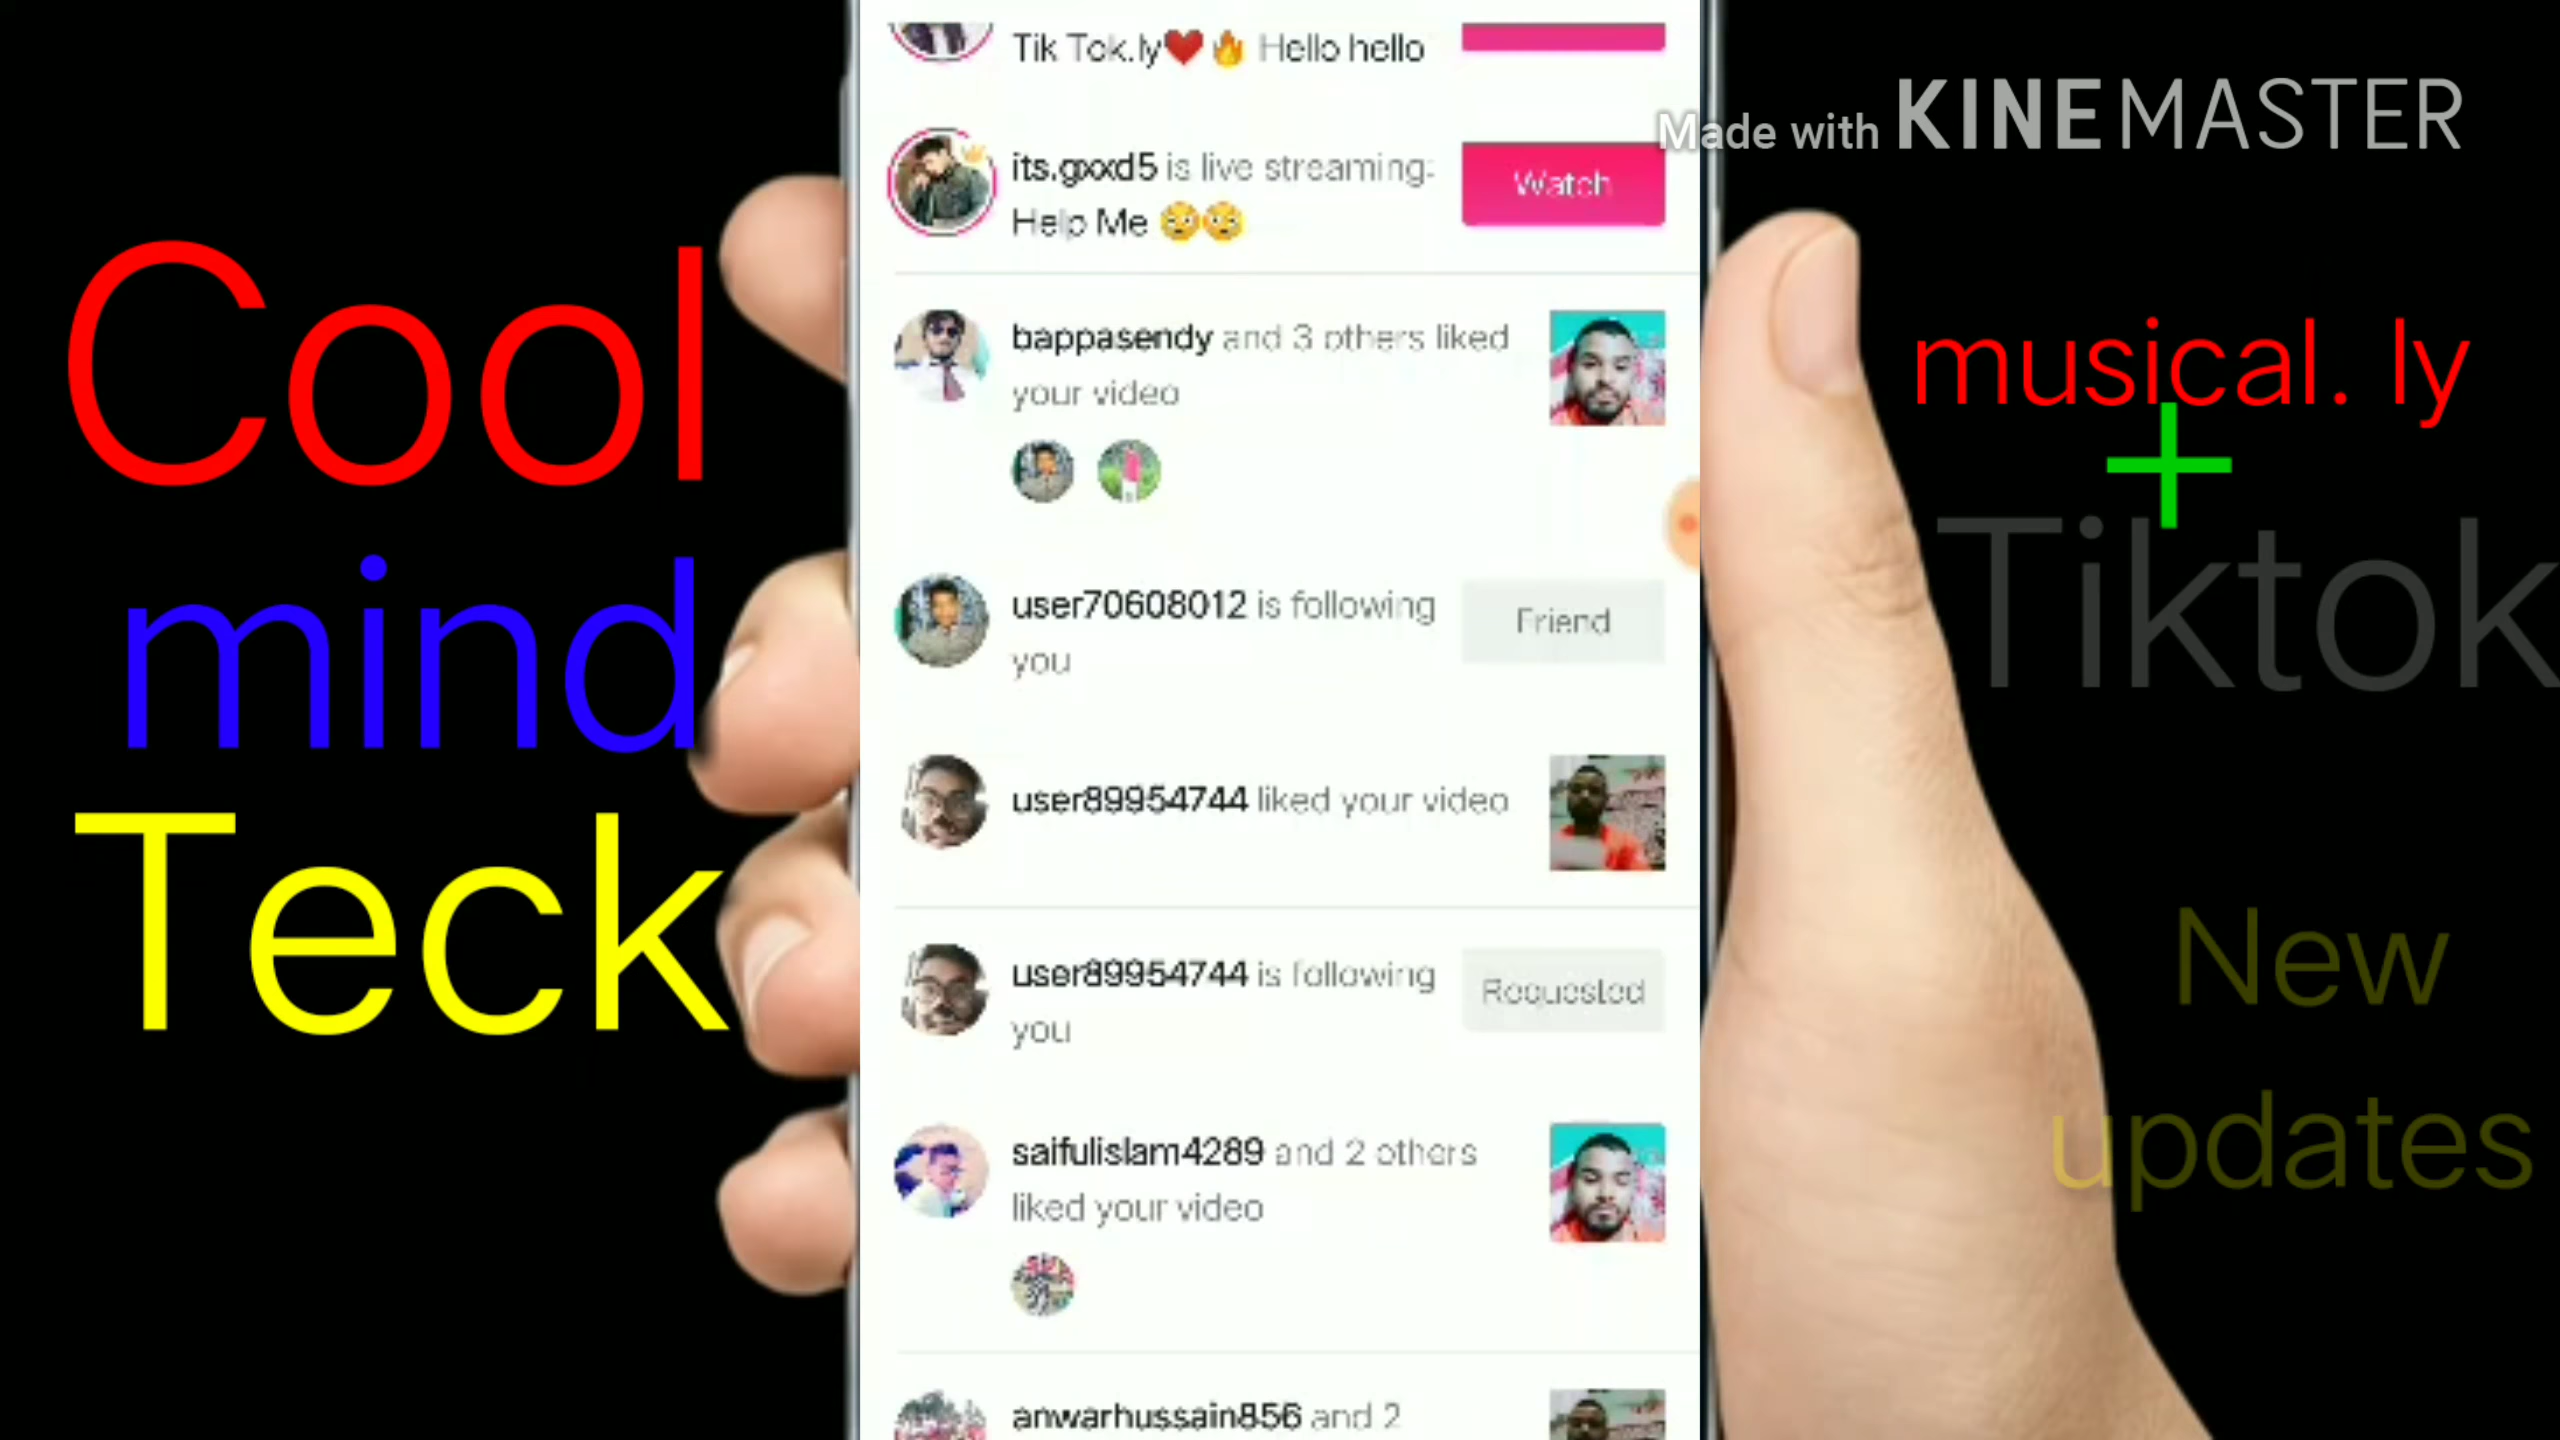 Cool
mind
Teck
Tik Tok.ly❤🔥 Hello hello
its.gxxd5 is live streaming:
Help Me 😳😳
Watch
bappasendy and 3 others liked
your video
user70608012 is following
you
Friend
user89954744 liked your video
user89954744 is following
you
Requested
saifulislam4289 and 2 others
liked your video
anwarhussain856 and 2
Made with KINEMASTER
musical. ly
+
Tiktok
New
updates